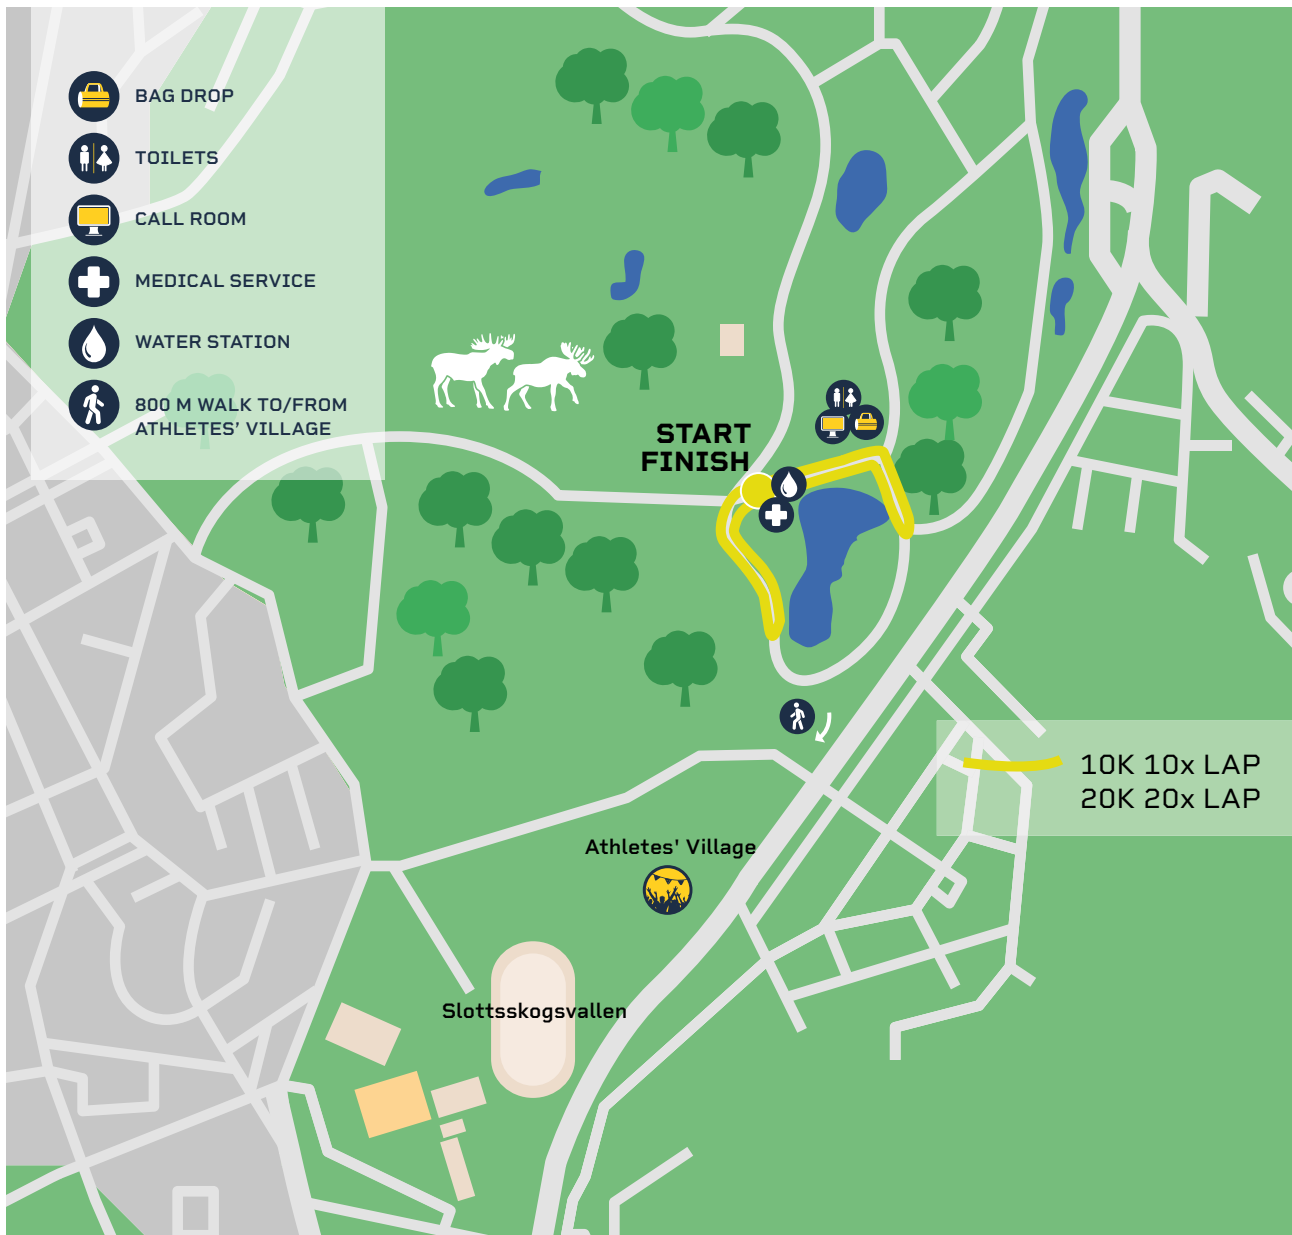 BAG DROP
TOILETS
CALL ROOM
MEDICAL SERVICE
WATER STATION
800 M WALK TO/FROM
ATHLETES’ VILLAGE
START
FINISH
10K 10x LAP
20K 20x LAP
Athletes' Village
Slottsskogsvallen